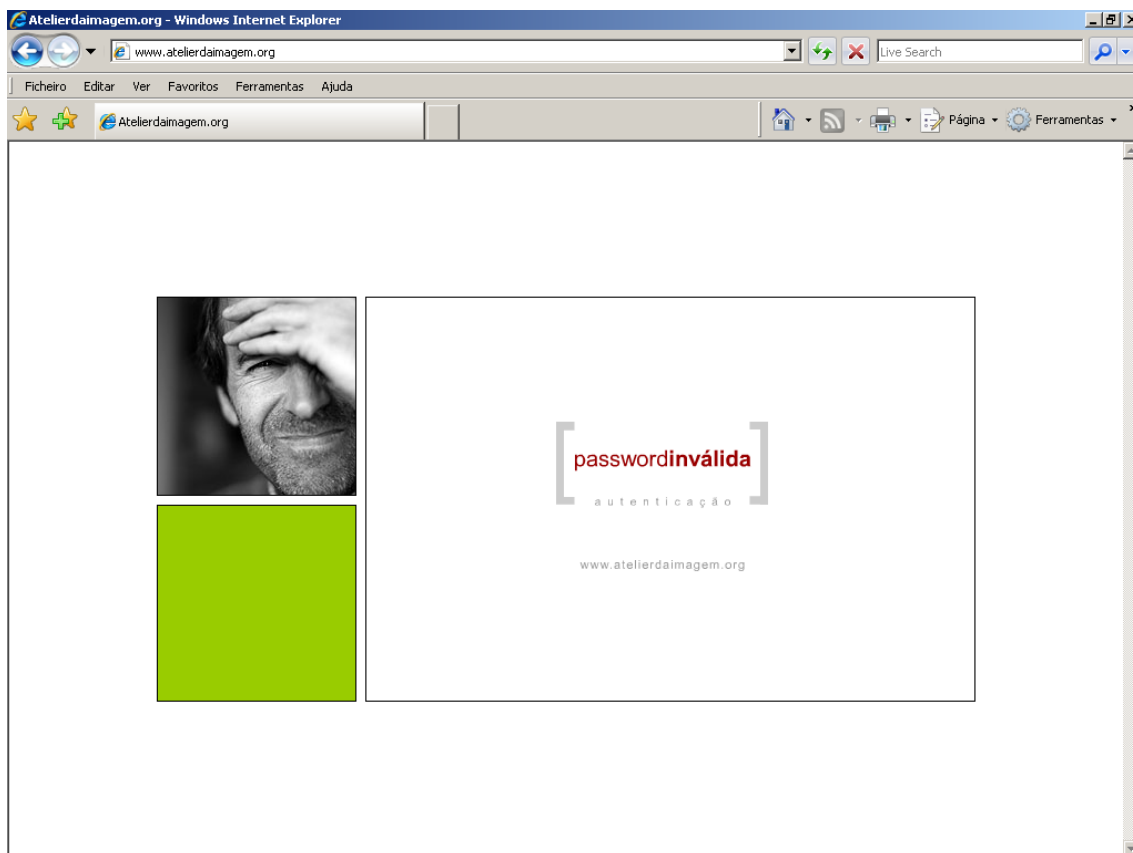 Atelierdaimagem.org - Windows Internet Explorer
www.atelierdaimagem.org
Live Search
Ficheiro Editar Ver Favoritos Ferramentas Ajuda
Atelierdaimagem.org
Página
Ferramentas
passwordinválida
autenticação
www.atelierdaimagem.org